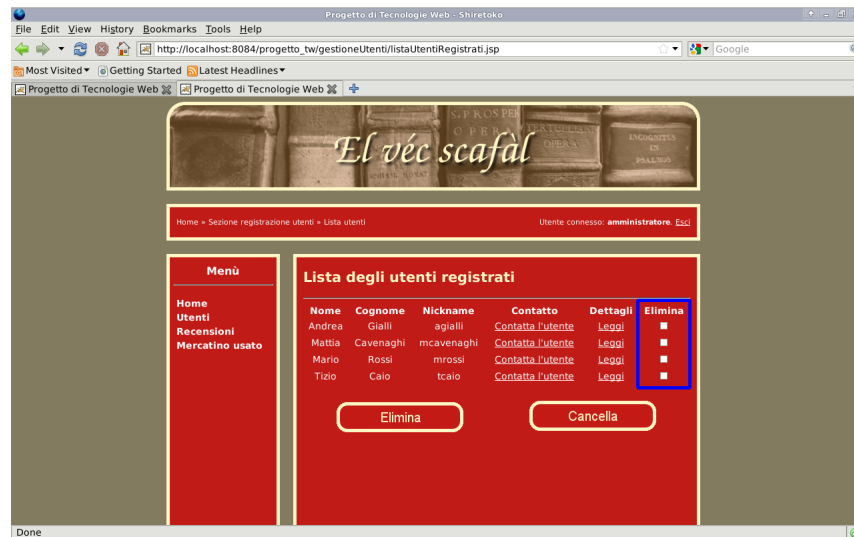 Progetto di Tecnologie Web - Shiretoko
File Edit View History Bookmarks Tools Help
http://localhost:8084/progetto_tw/gestioneUtenti/listaUtentiRegistrati.jsp Google
Most Visited Getting Started Latest Headlines
Progetto di Tecnologie Web Progetto di Tecnologie Web
El véc scafàl
Home » Sezione registrazione utenti » Lista utenti Utente connesso: amministratore. Esci
Menù
Home
Utenti
Recensioni
Mercatino usato
Lista degli utenti registrati
Nome Cognome Nickname Contatto Dettagli Elimina
Andrea Gialli agialli Contatta l'utente Leggi
Mattia Cavenaghi mcavenaghi Contatta l'utente Leggi
Mario Rossi mrossi Contatta l'utente Leggi
Tizio Caio tcaio Contatta l'utente Leggi
Elimina Cancella
Done